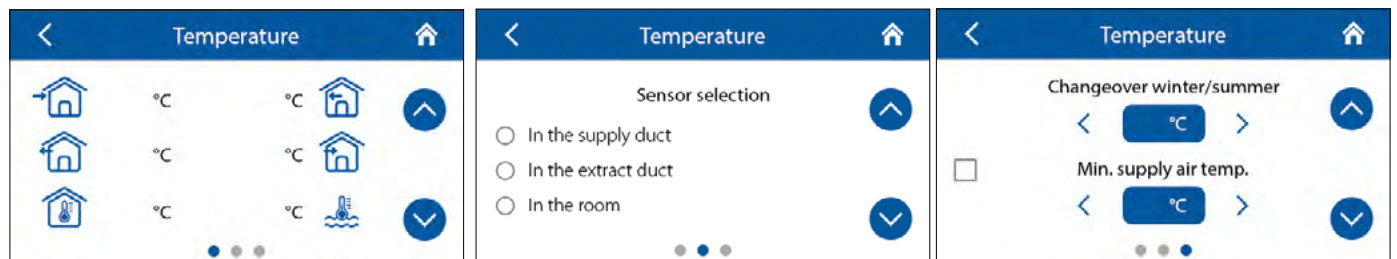 Temperature
°C °C
°C °C
°C °C
Temperature
Sensor selection
In the supply duct
In the extract duct
In the room
Temperature
Changeover winter/summer
°C
Min. supply air temp.
°C